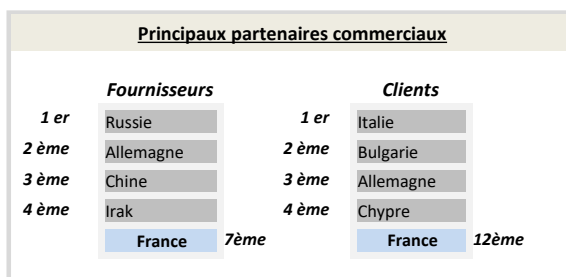 Principaux partenaires commerciaux
Fournisseurs Clients
1 er Russie 1 er Italie
2 ème Allemagne 2 ème Bulgarie
3 ème Chine 3 ème Allemagne
4 ème Irak 4 ème Chypre
France 7ème France 12ème